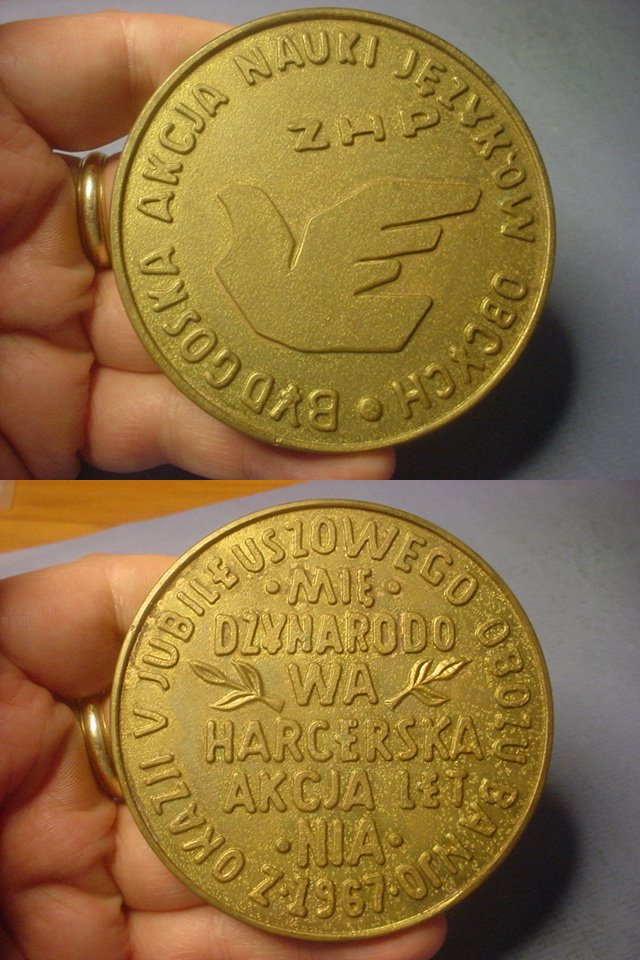 BYDGOSKA AKCJA NAUKI JĘZYKÓW OBCYCH •
ZHP
Z OKAZJI V JUBILEUSZOWEGO OBOZU BANJO · 1967 ·
· MIĘ ·
DZYNARODO
WA
HARCERSKA
AKCJA LET
· NIA ·